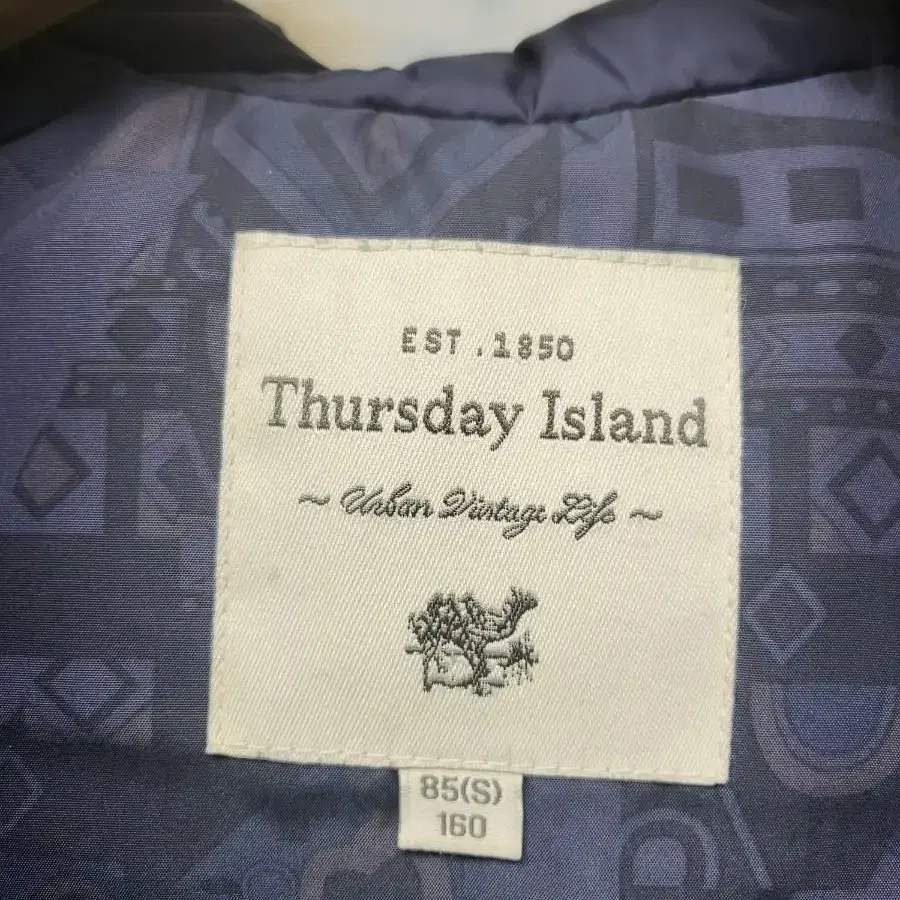 EST.1850
Thursday Island
~ Urban Vintage Life ~
85(S)
160